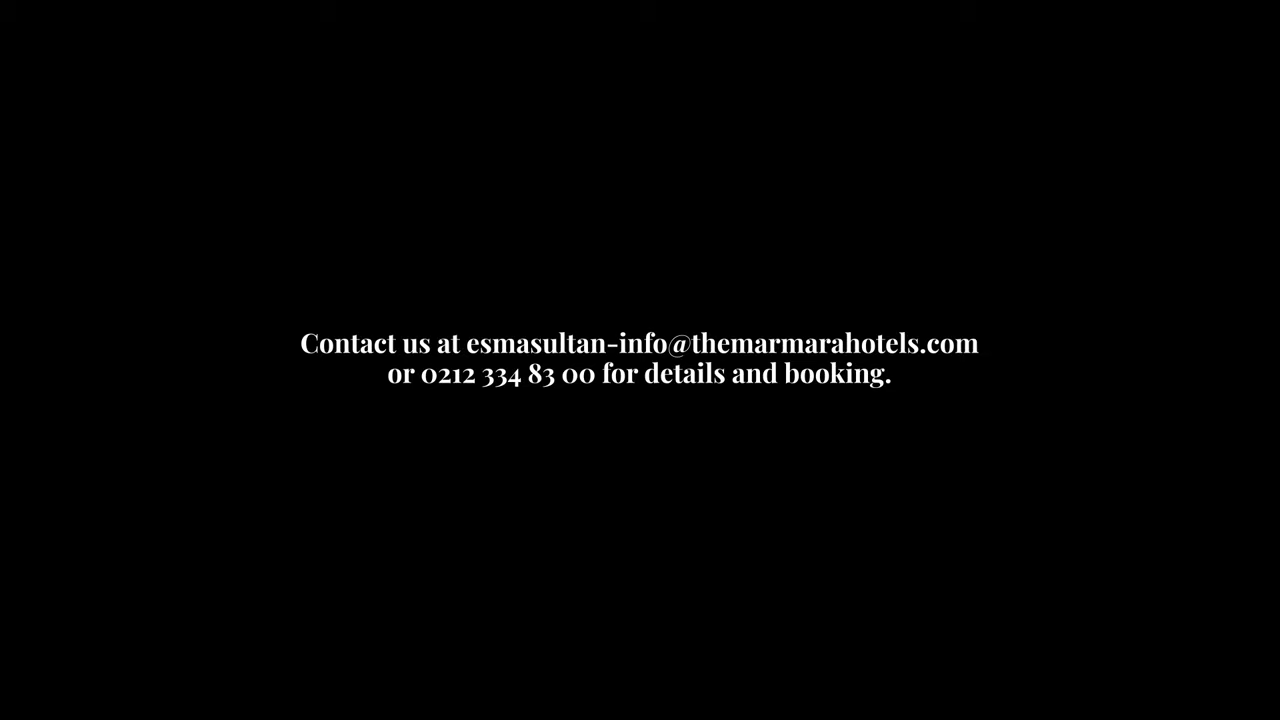 Contact us at esmasultan-info@themarmarahotels.com
or 0212 334 83 00 for details and booking.